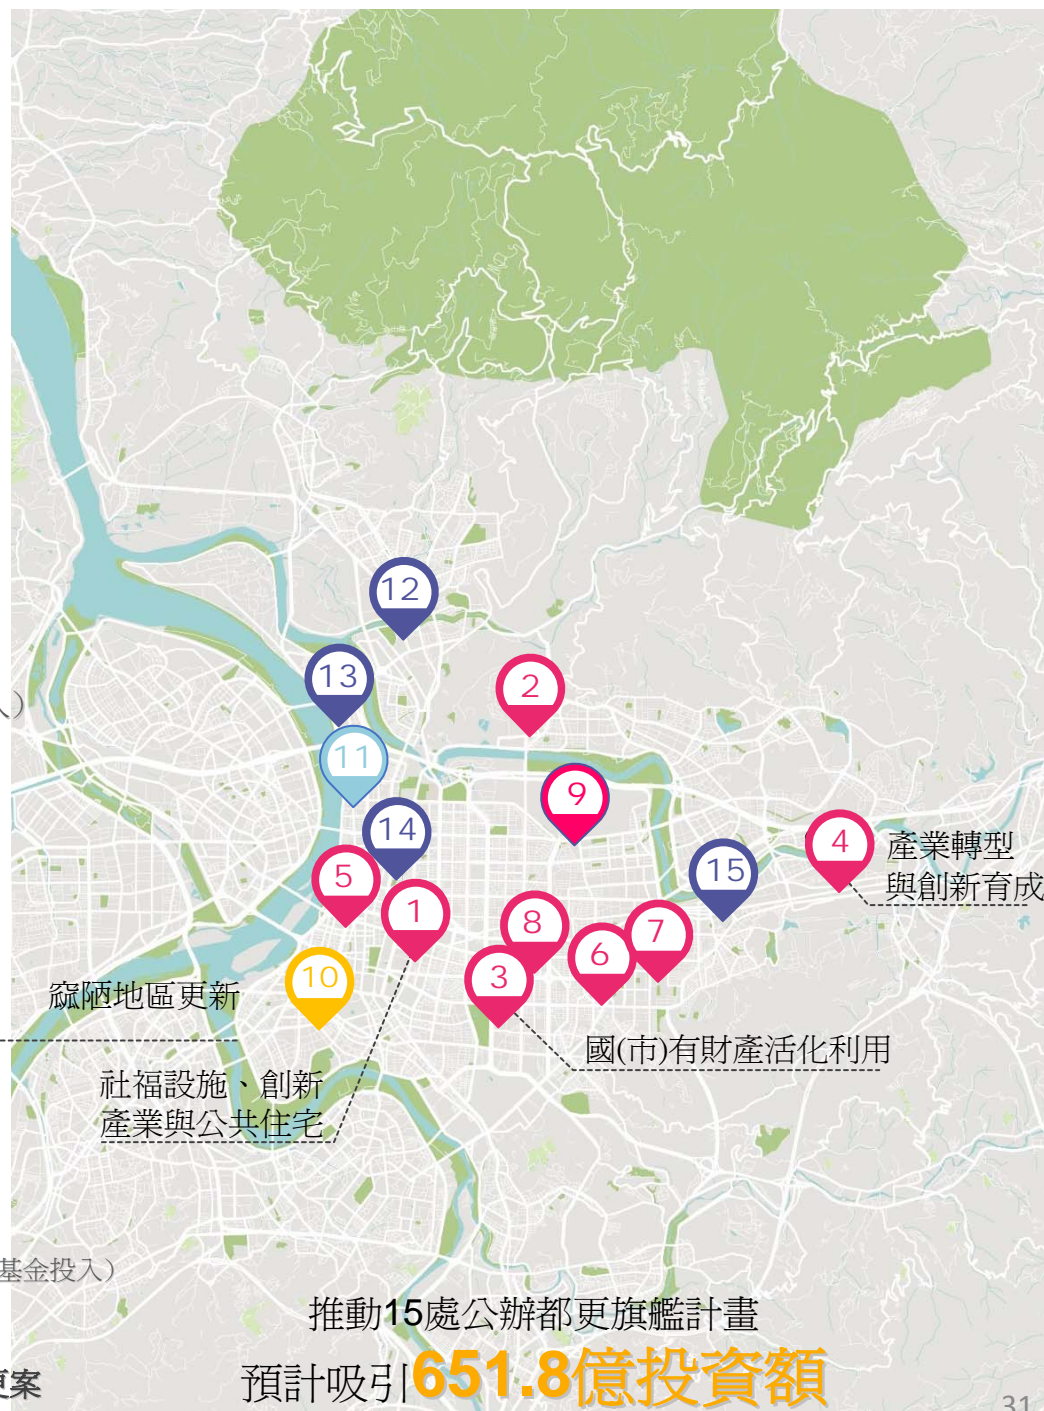 12
13
2
入）
11
9
14
4
產業轉型
與創新育成
15
5
1
8
7
6
3
10
窳陋地區更新
國(市)有財產活化利用
社福設施、創新
產業與公共住宅
基金投入）
推動15處公辦都更旗艦計畫
更案
預計吸引651.8億投資額
31